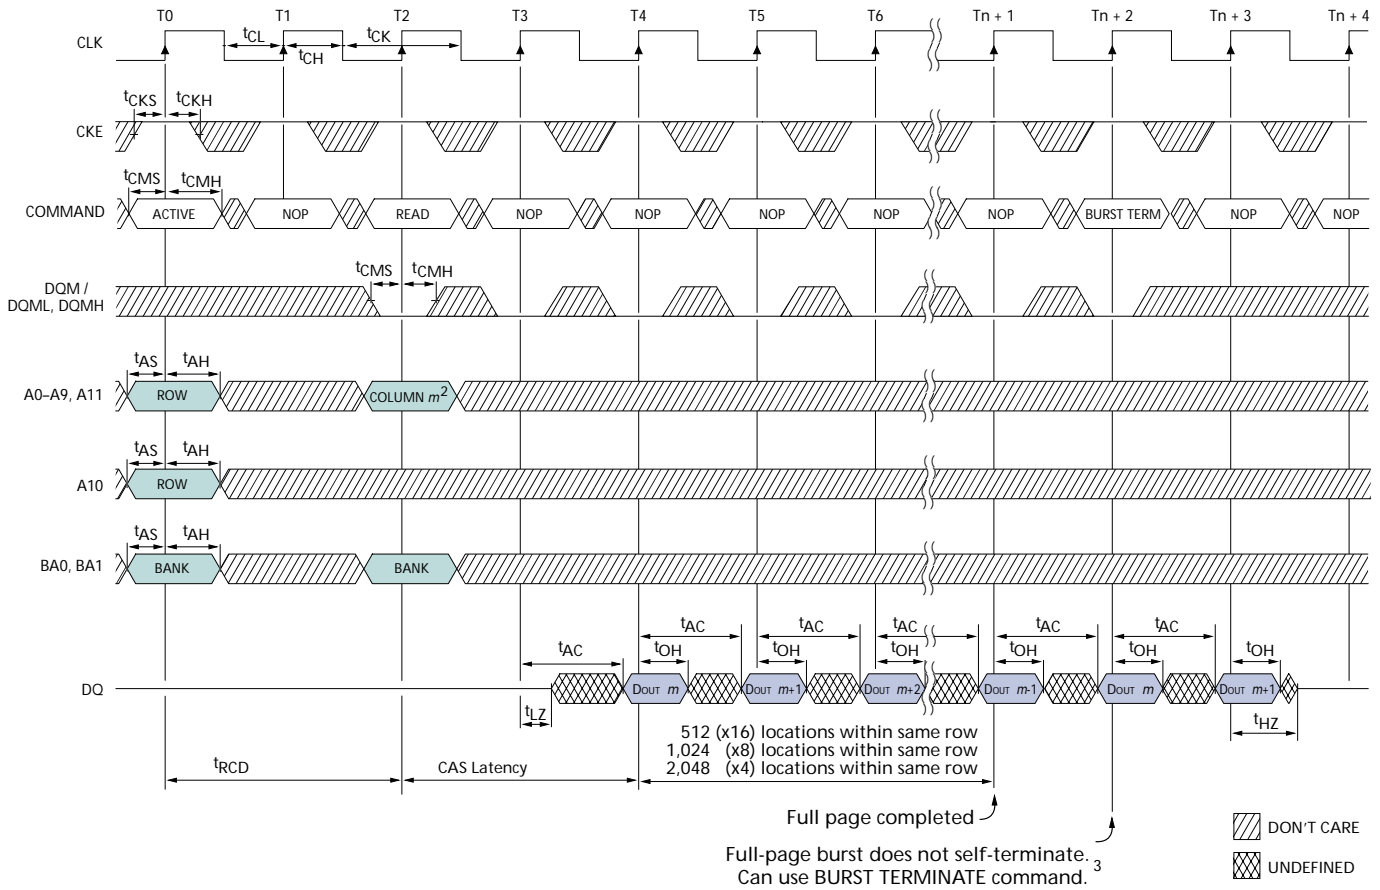 T0 T1 T2 T3 T4 T5 T6 Tn + 1 Tn + 2 Tn + 3 Tn + 4
CLK tCL tCH tCK
tCKS tCKH
CKE
tCMS tCMH
COMMAND ACTIVE NOP READ NOP NOP NOP NOP NOP BURST TERM NOP NOP
tCMS tCMH
DQM /
DQML, DQMH
tAS tAH
A0–A9, A11 ROW COLUMN m2
tAS tAH
A10 ROW
tAS tAH
BA0, BA1 BANK BANK
tAC tAC tAC tAC tAC tAC
tOH tOH tOH tOH tOH tOH
DQ DOUT m DOUT m+1 DOUT m+2 DOUT m-1 DOUT m DOUT m+1
tLZ tHZ
512 (x16) locations within same row
1,024 (x8) locations within same row
2,048 (x4) locations within same row
tRCD CAS Latency
Full page completed
Full-page burst does not self-terminate. 3
Can use BURST TERMINATE command.
DON'T CARE
UNDEFINED